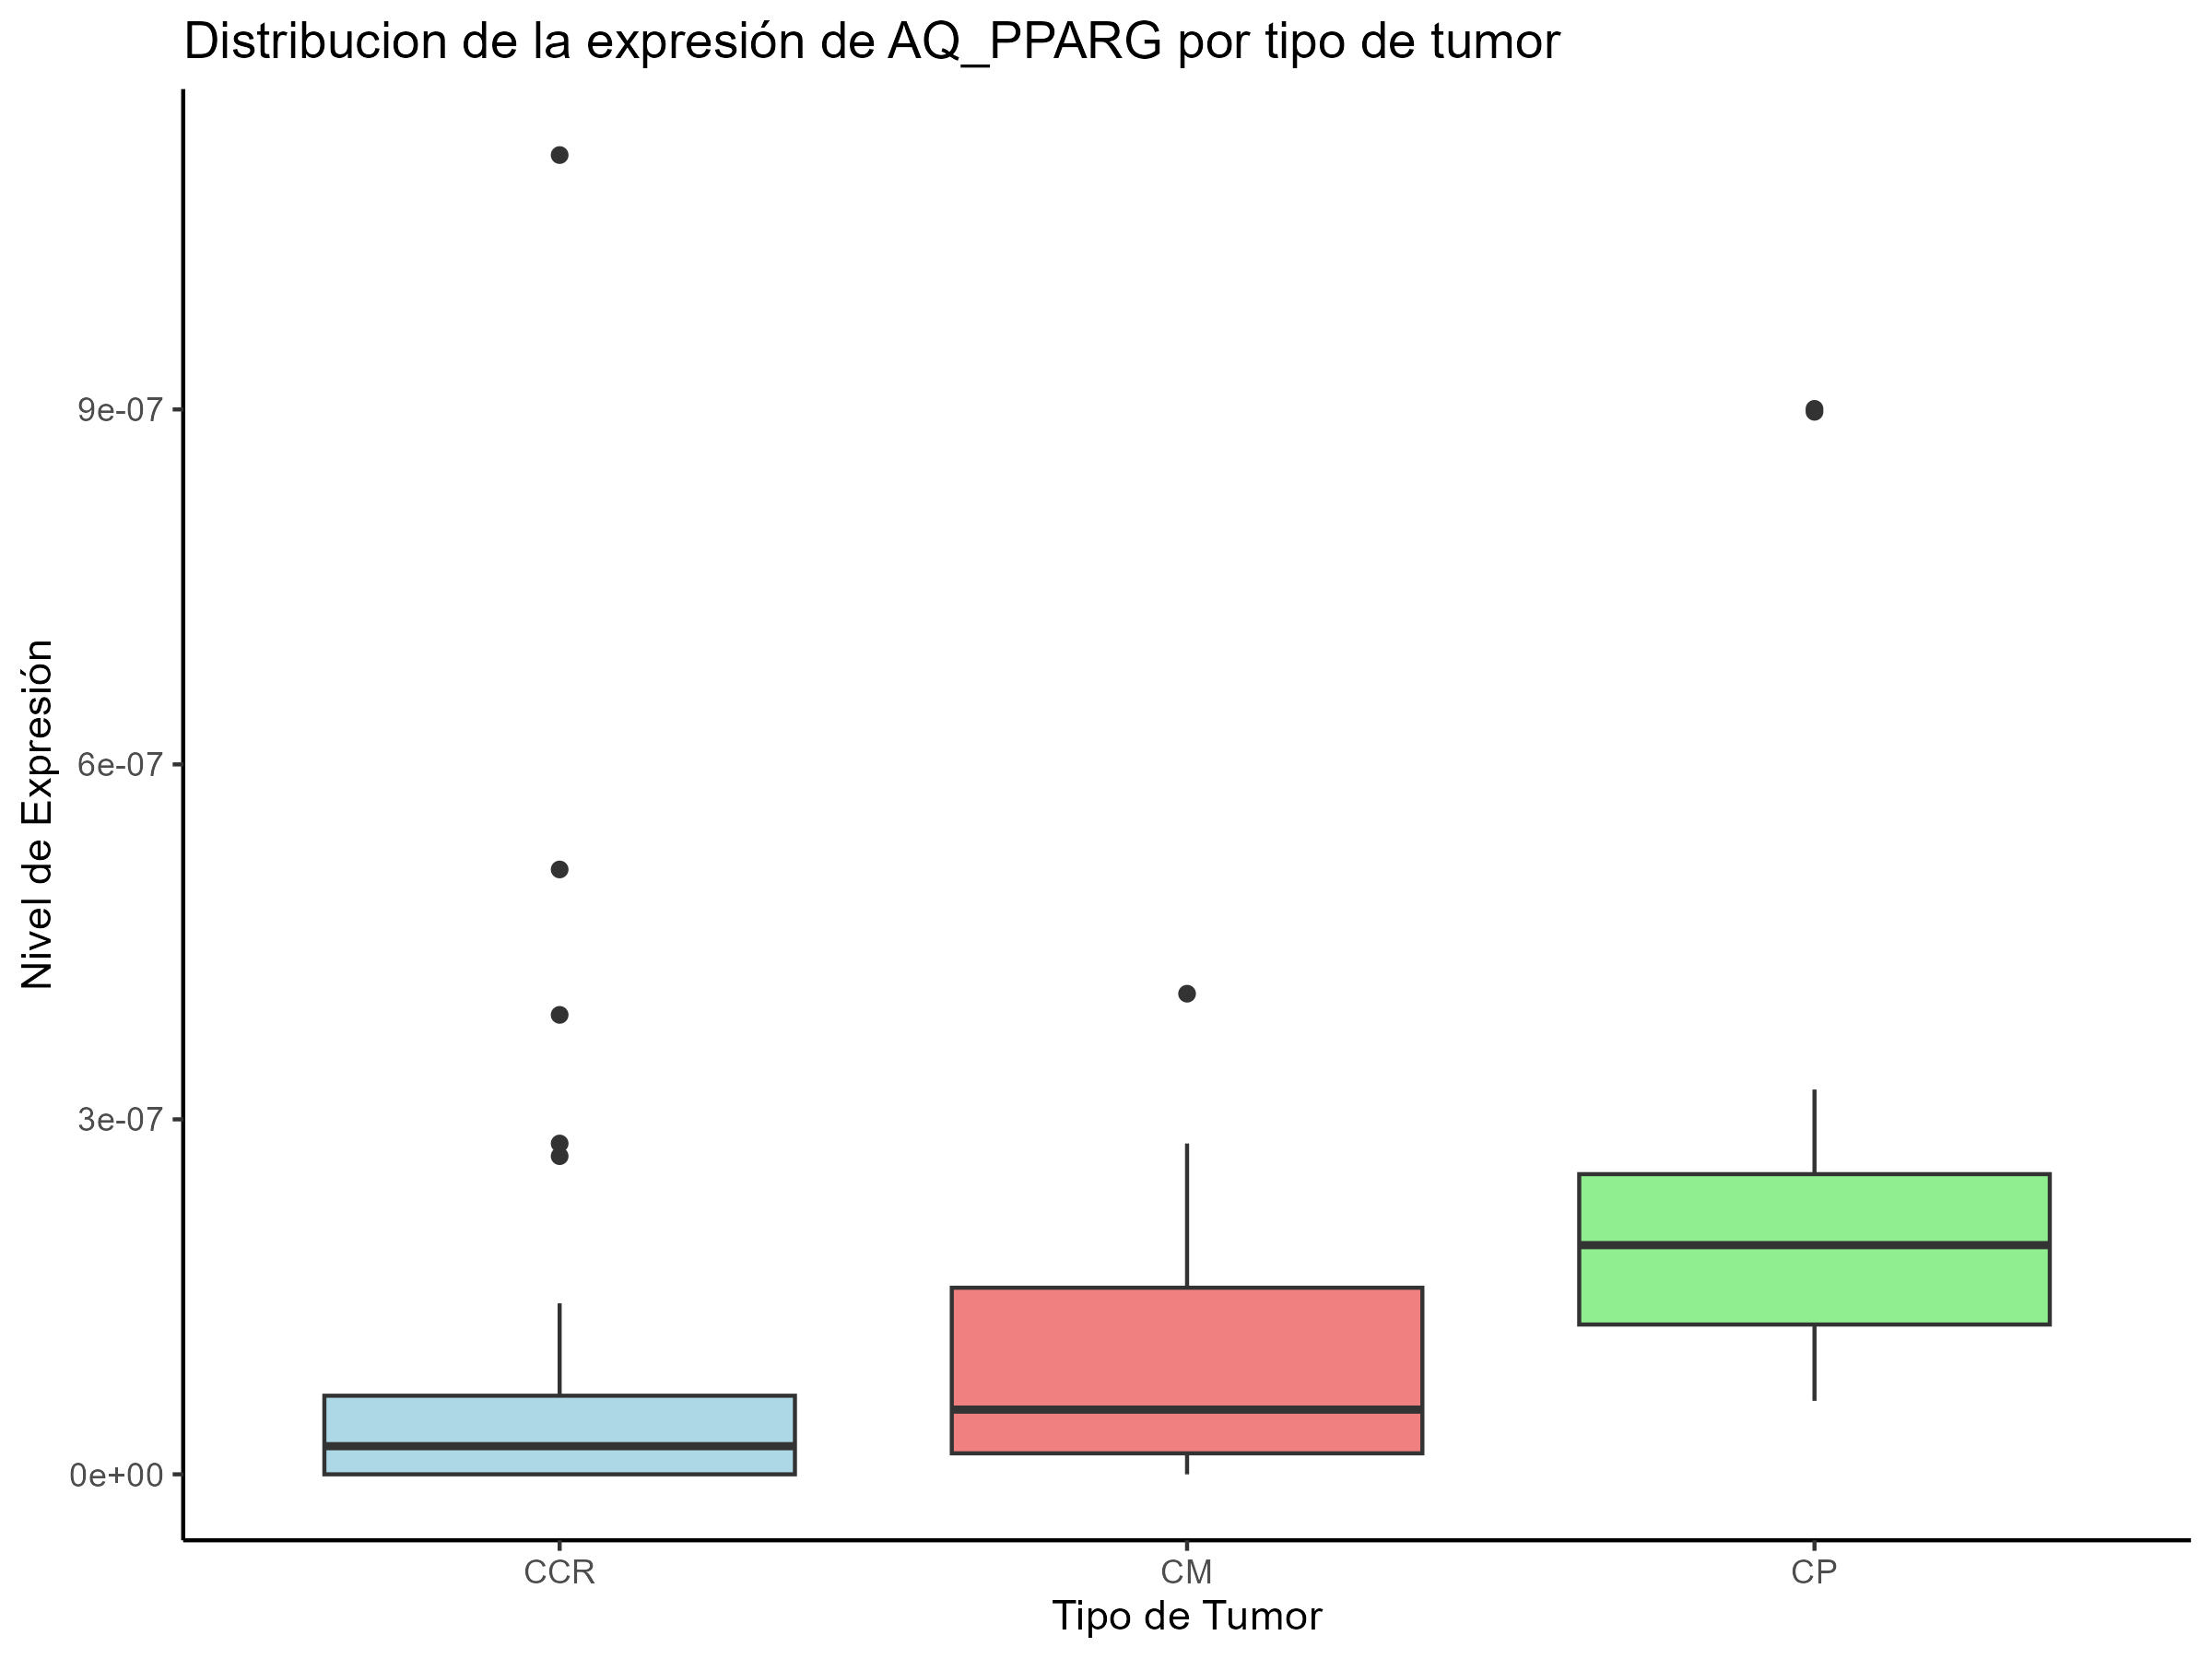 Distribucion de la expresión de AQ_PPARG por tipo de tumor
Nivel de Expresión
9e-07
6e-07
3e-07
0e+00
CCR
CM
CP
Tipo de Tumor